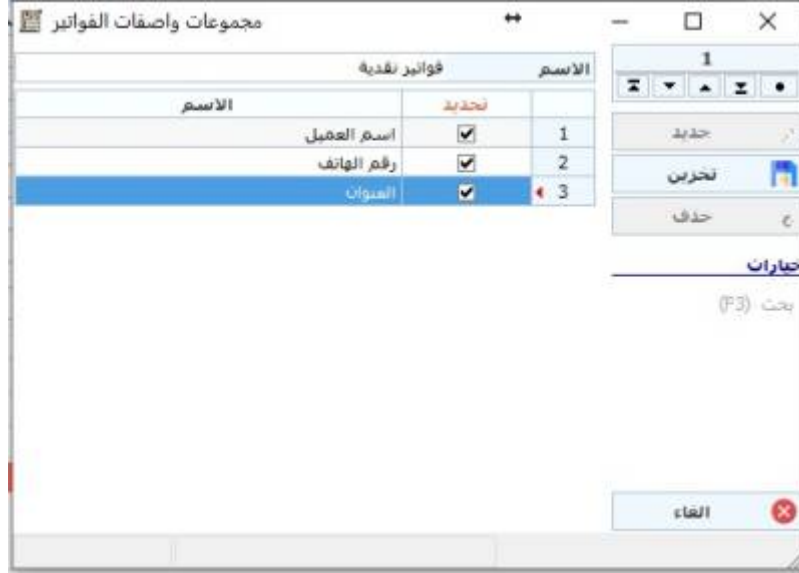 مجموعات واصفات الفواتير
1
الاسم فواتير نقدية
تحديد الاسم
1 اسم العميل
2 رقم الهاتف
3 العنوان
جديد
تخزين
حذف
خيارات
بحث (F3)
الغاء